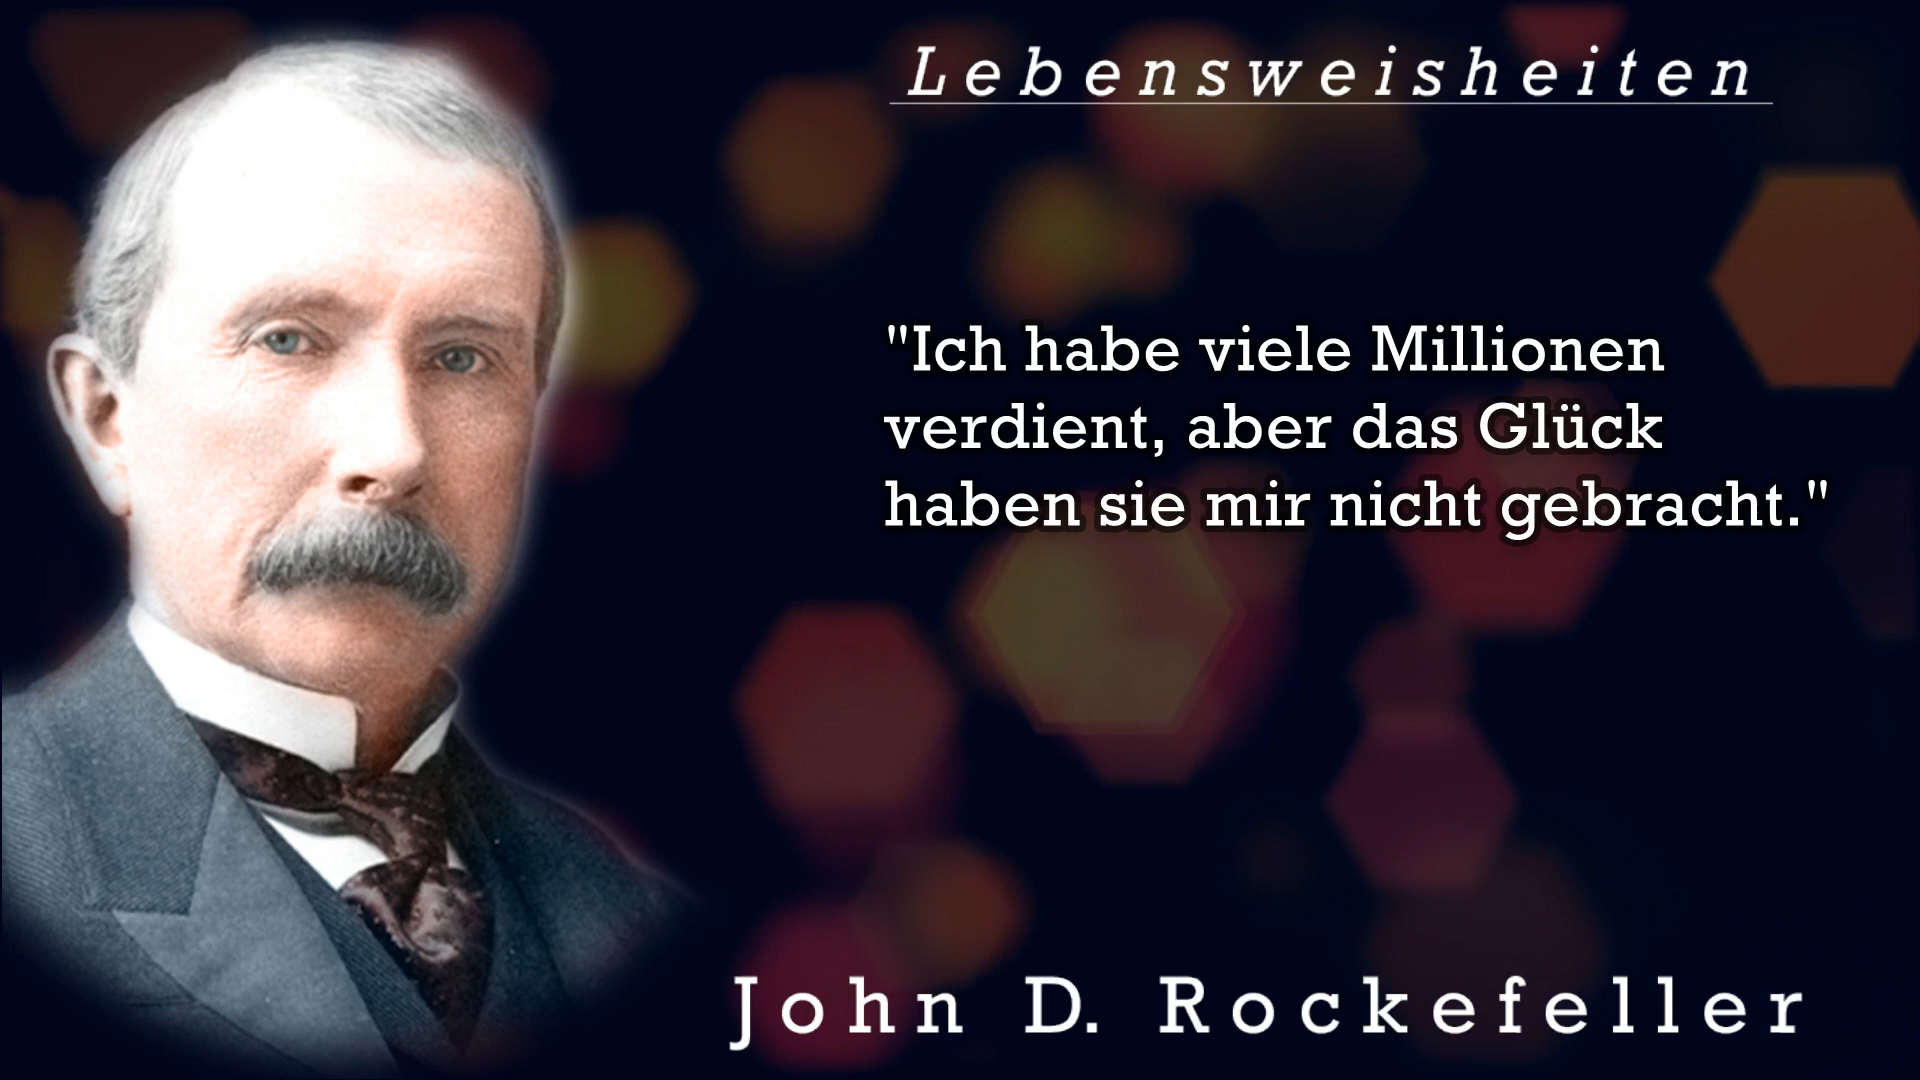 Lebensweisheiten
"Ich habe viele Millionen
verdient, aber das Glück
haben sie mir nicht gebracht."
John D. Rockefeller